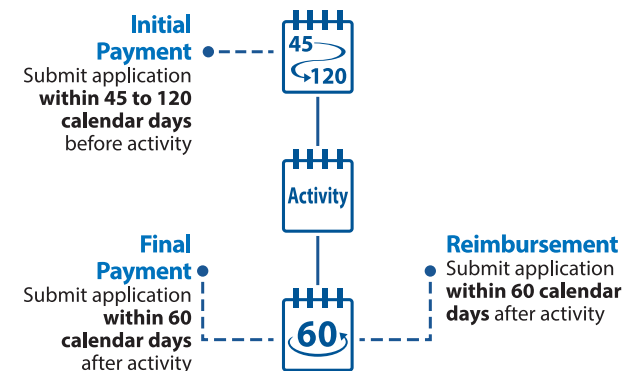 Initial
Payment
Submit application
within 45 to 120
calendar days
before activity
45
120
Activity
Final
Payment
Submit application
within 60
calendar days
after activity
60
Reimbursement
Submit application
within 60 calendar
days after activity